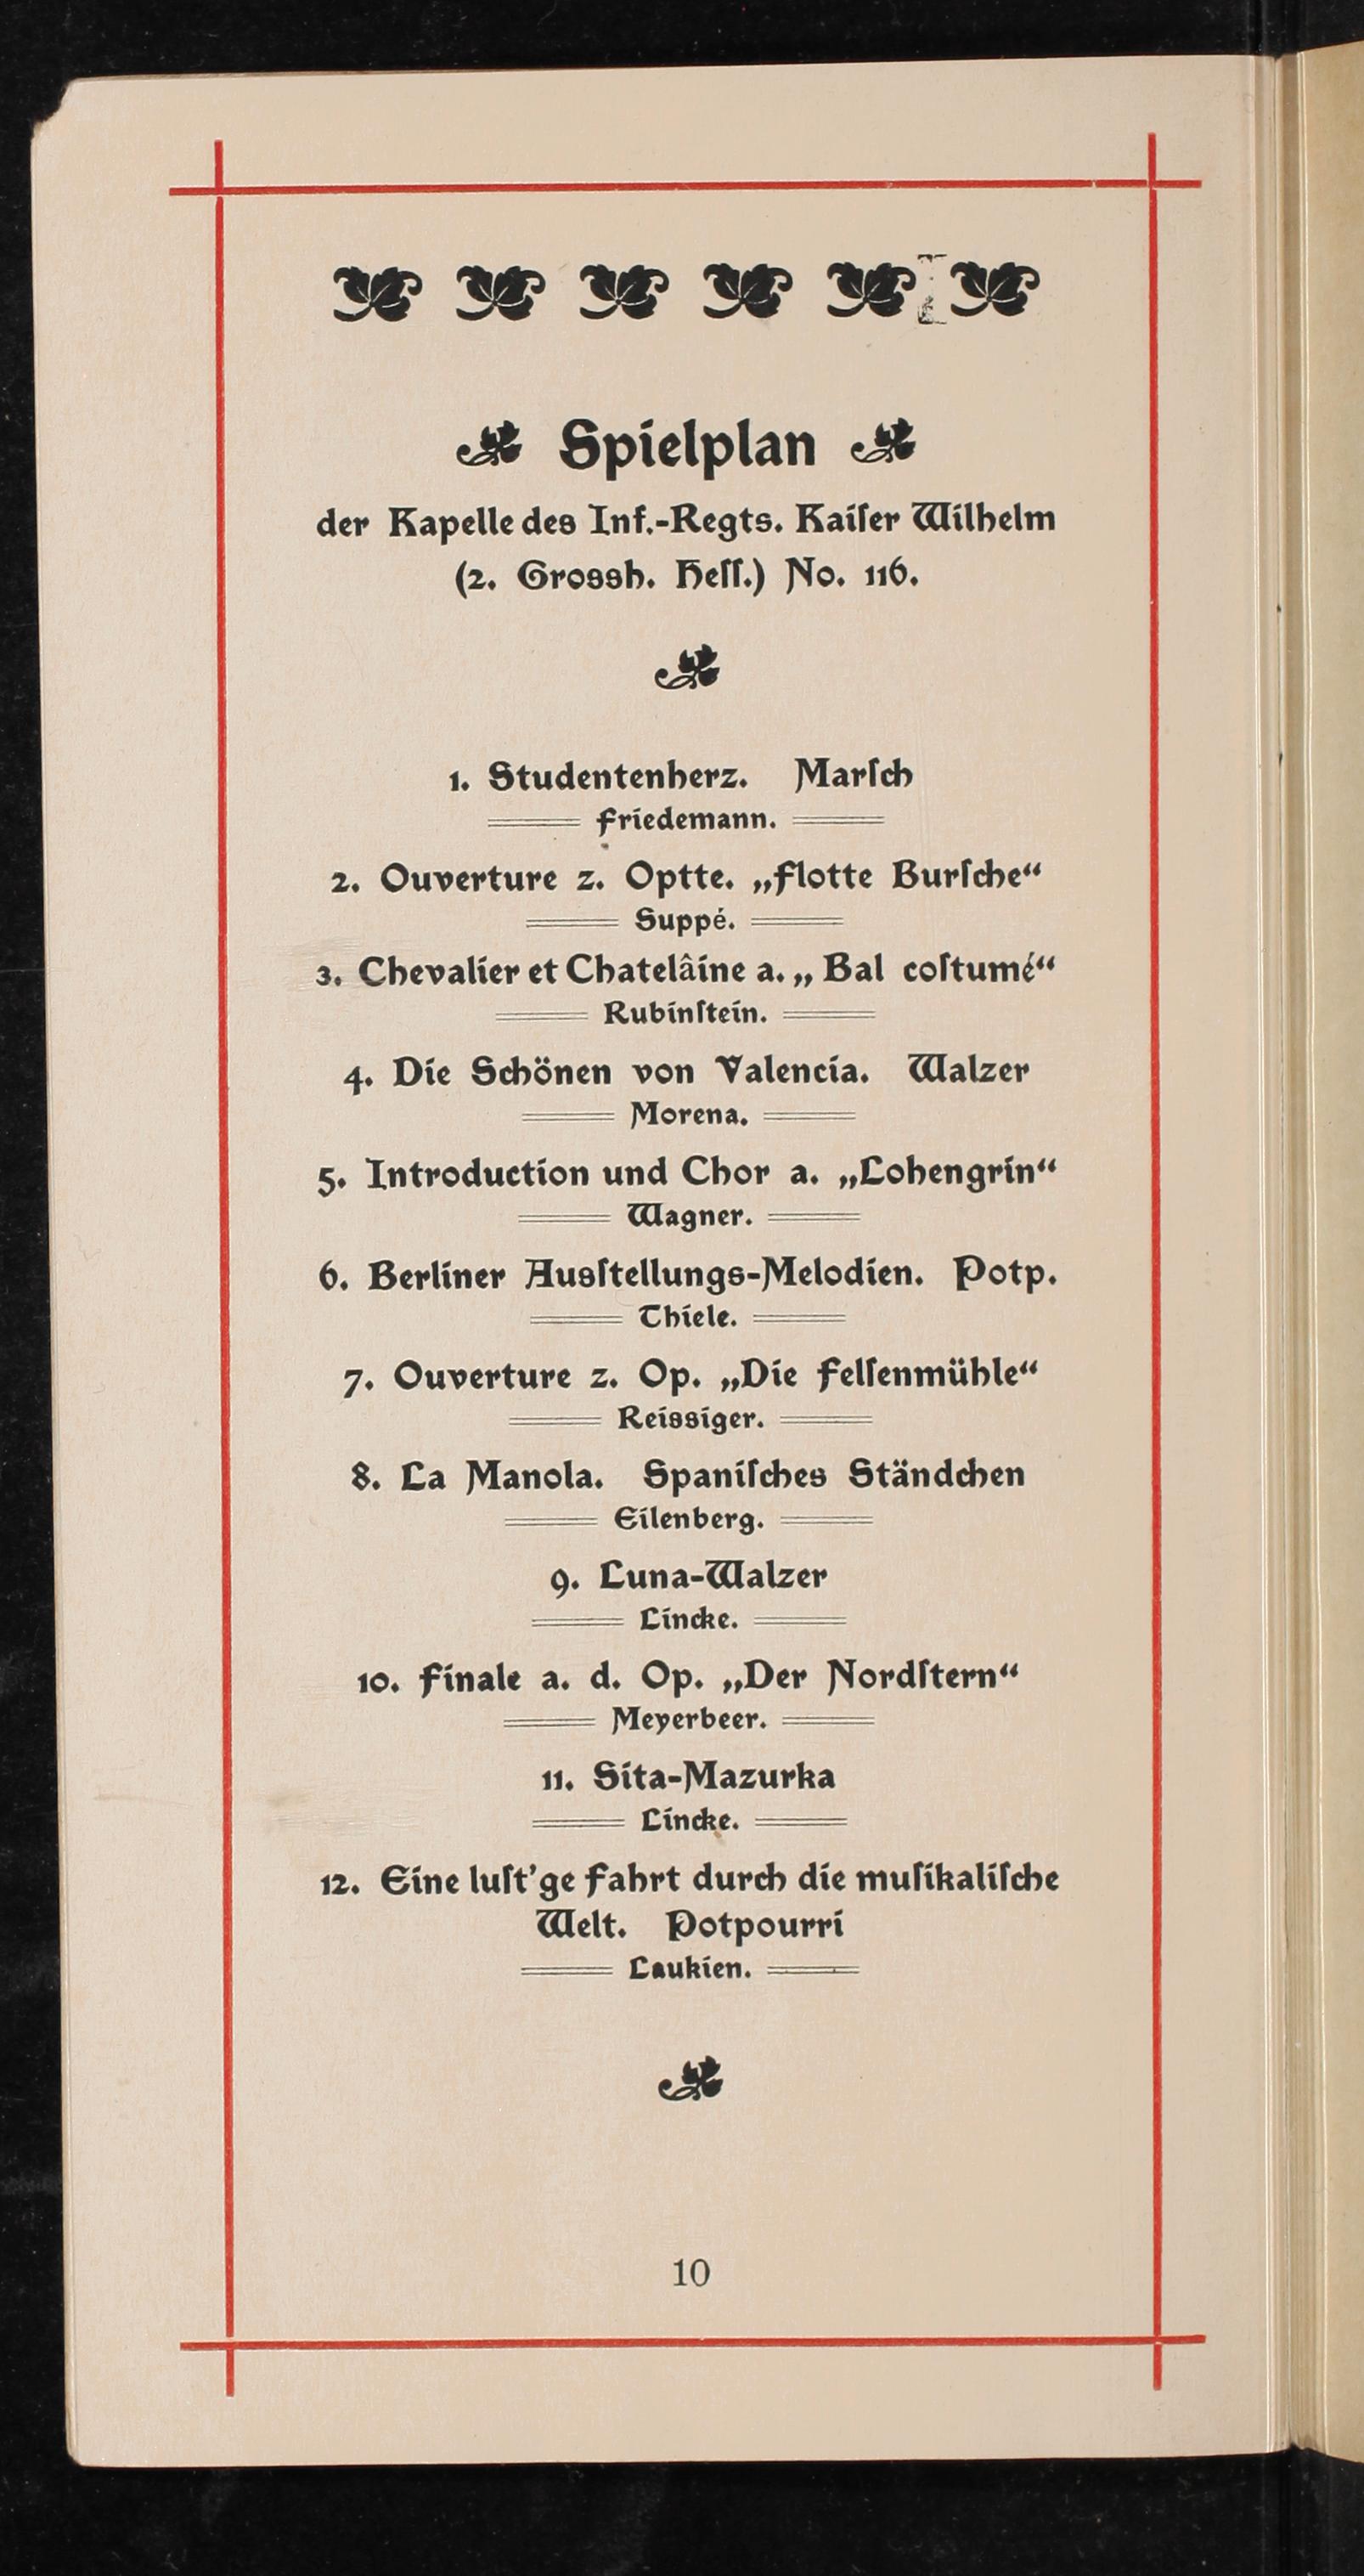 Spielplan
der Kapelle des Inf.-Regts. Kaiſer Wilhelm
(2. Grossh. Heſſ.) No. 116.
1. Studentenherz. Marſch
Friedemann.
2. Ouverture z. Optte. „Flotte Burſche“
Suppé.
3. Chevalier et Chatelâine a. „ Bal coſtumé“
Rubinſtein.
4. Die Schönen von Valencia. Walzer
Morena.
5. Introduction und Chor a. „Lohengrin“
Wagner.
6. Berliner Ausſtellungs-Melodien. Potp.
Thiele.
7. Ouverture z. Op. „Die Felſenmühle“
Reissiger.
8. La Manola. Spaniſches Ständchen
Eilenberg.
9. Luna-Walzer
Lincke.
10. Finale a. d. Op. „Der Nordſtern“
Meyerbeer.
11. Sita-Mazurka
Lincke.
12. Eine luſt’ge Fahrt durch die muſikaliſche
Welt. Potpourri
Laukien.
10